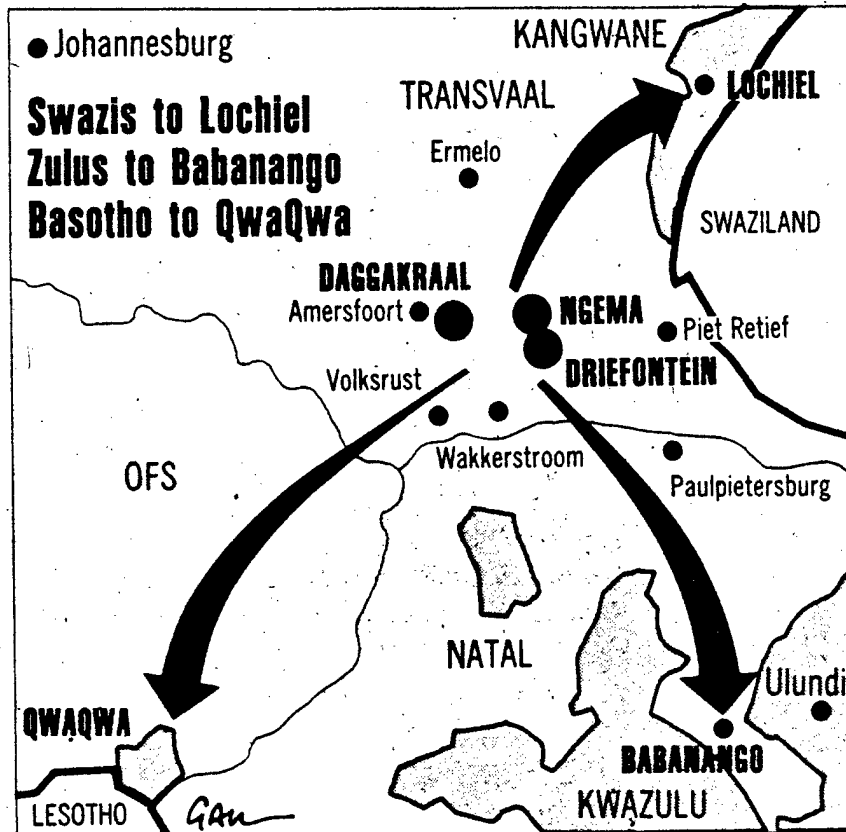 Johannesburg
KANGWANE
LOCHIEL
TRANSVAAL
Swazis to Lochiel
Zulus to Babanango
Basotho to QwaQwa
Ermelo
SWAZILAND
DAGGAKRAAL
Amersfoort
NGEMA
Piet Retief
DRIEFONTEIN
Volksrust
Wakkerstroom
OFS
Paulpietersburg
NATAL
Ulundi
QWAQWA
BABANANGO
KWAZULU
LESOTHO